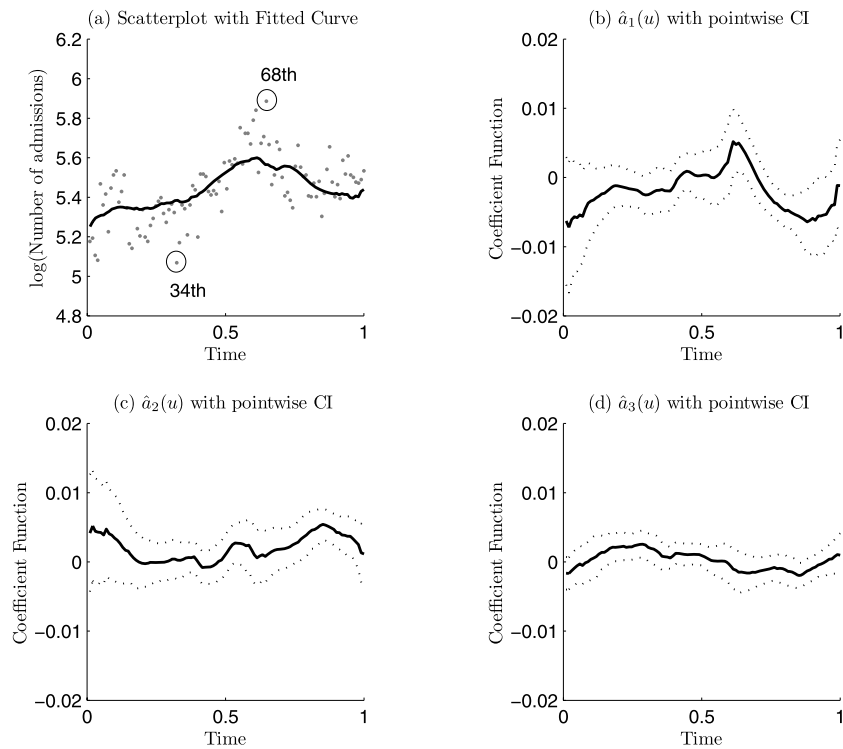 (a) Scatterplot with Fitted Curve
6.2
6
5.8
5.6
5.4
5.2
5
4.8
log(Number of admissions)
68th
34th
0
0.5
1
Time
(b) â₁(u) with pointwise CI
0.02
0.01
0
−0.01
−0.02
Coefficient Function
0
0.5
1
Time
(c) â₂(u) with pointwise CI
0.02
0.01
0
−0.01
−0.02
Coefficient Function
0
0.5
1
Time
(d) â₃(u) with pointwise CI
0.02
0.01
0
−0.01
−0.02
Coefficient Function
0
0.5
1
Time